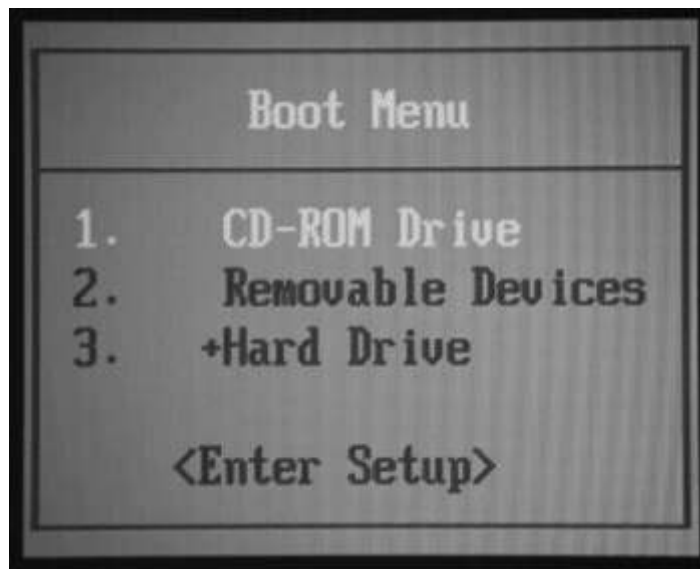 Boot Menu
1. CD-ROM Drive
2. Removable Devices
3. +Hard Drive
<Enter Setup>